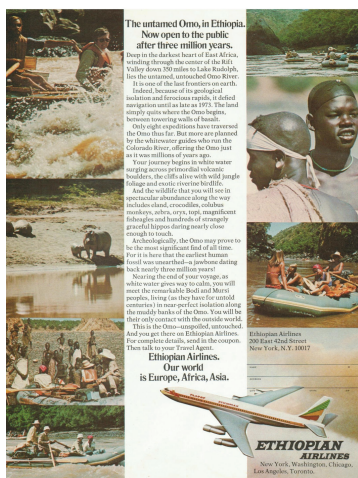 The untamed Omo, in Ethiopia.
Now open to the public
after three million years.
Deep in the darkest heart of East Africa,
winding through the center of the Rift
Valley down 350 miles to Lake Rudolph,
lies the untamed, untouched Omo River.
It is one of the last frontiers on earth.
Indeed, because of its geological
isolation and ferocious rapids, it defied
navigation until as late as 1973. The land
simply quits where the Omo begins,
between towering walls of basalt.
Only eight expeditions have traversed
the Omo thus far. But more are planned
by the whitewater guides who run the
Colorado River, offering the Omo just
as it was millions of years ago.
Your journey begins in white water
surging across primordial volcanic
boulders, the cliffs alive with wild jungle
foliage and exotic riverine birdlife.
And the wildlife that you will see in
spectacular abundance along the way
includes eland, crocodiles, colubus
monkeys, zebra, oryx, topi, magnificent
fisheagles and hundreds of strangely
graceful hippos daring nearly close
enough to touch.
Archeologically, the Omo may prove to
be the most significant find of all time.
For it is here that the earliest human
fossil was unearthed—a jawbone dating
back nearly three million years!
Nearing the end of your voyage, as
white water gives way to calm, you will
meet the remarkable Bodi and Mursi
peoples, living (as they have for untold
centuries) in near-perfect isolation along
the muddy banks of the Omo. You will be
their only contact with the outside world.
This is the Omo—unspoiled, untouched.
And you get there on Ethiopian Airlines.
For complete details, send in the coupon.
Then talk to your Travel Agent.
Ethiopian Airlines.
Our world
is Europe, Africa, Asia.
Ethiopian Airlines
200 East 42nd Street
New York, N.Y. 10017
ETHIOPIAN
AIRLINES
New York, Washington, Chicago,
Los Angeles, Toronto.